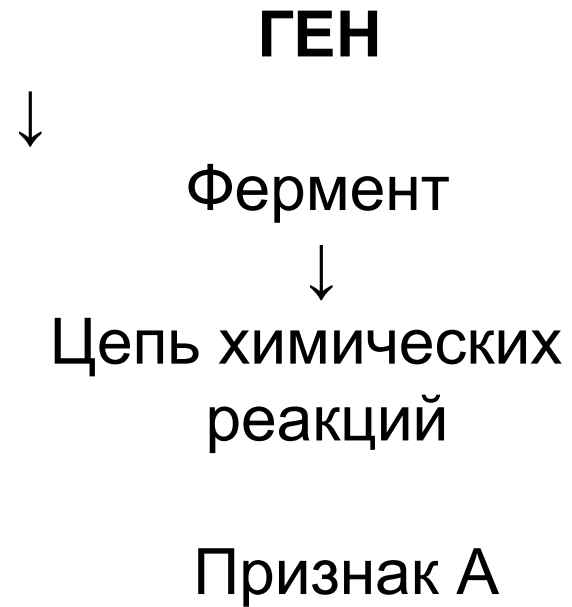 ГЕН
↓
Фермент
↓
Цепь химических
реакций
Признак А